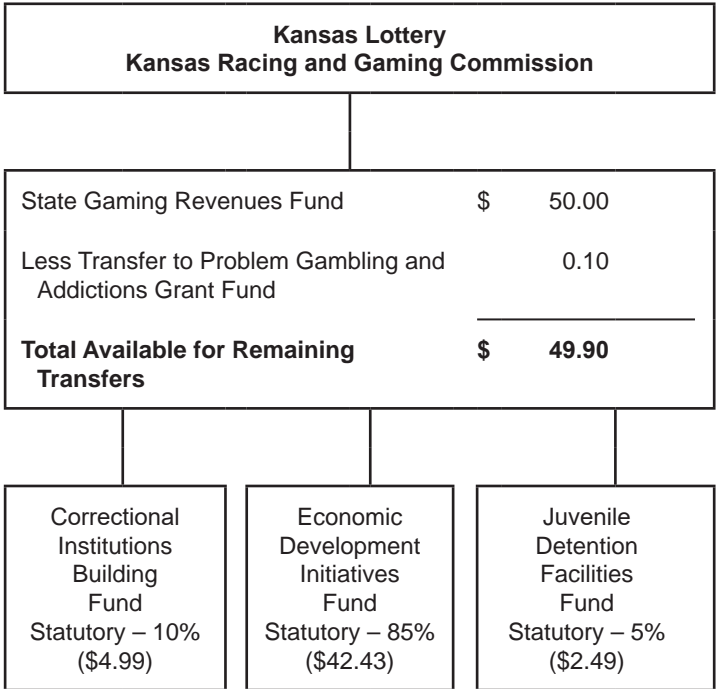 Kansas Lottery
Kansas Racing and Gaming Commission
State Gaming Revenues Fund $ 50.00
Less Transfer to Problem Gambling and 0.10
Addictions Grant Fund
Total Available for Remaining $ 49.90
Transfers
Correctional
Institutions
Building
Fund
Statutory – 10%
($4.99)
Economic
Development
Initiatives
Fund
Statutory – 85%
($42.43)
Juvenile
Detention
Facilities
Fund
Statutory – 5%
($2.49)